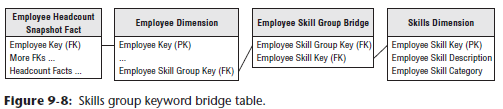 Employee Headcount
Snapshot Fact
Employee Key (FK)
More FKs ...
Headcount Facts ...
Employee Dimension
Employee Key (PK)
...
Employee Skill Group Key (FK)
Employee Skill Group Bridge
Employee Skill Group Key (FK)
Employee Skill Key (FK)
Skills Dimension
Employee Skill Key (PK)
Employee Skill Description
Employee Skill Category
Figure 9-8: Skills group keyword bridge table.